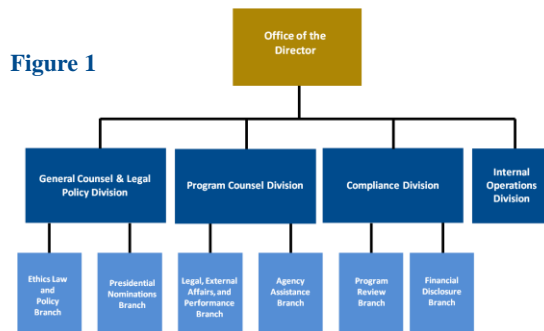 Office of the
Director
Figure 1
General Counsel & Legal
Policy Division
Program Counsel Division
Compliance Division
Internal
Operations
Division
Ethics Law
and
Policy
Branch
Presidential
Nominations
Branch
Legal, External
Affairs, and
Performance
Branch
Agency
Assistance
Branch
Program
Review
Branch
Financial
Disclosure
Branch